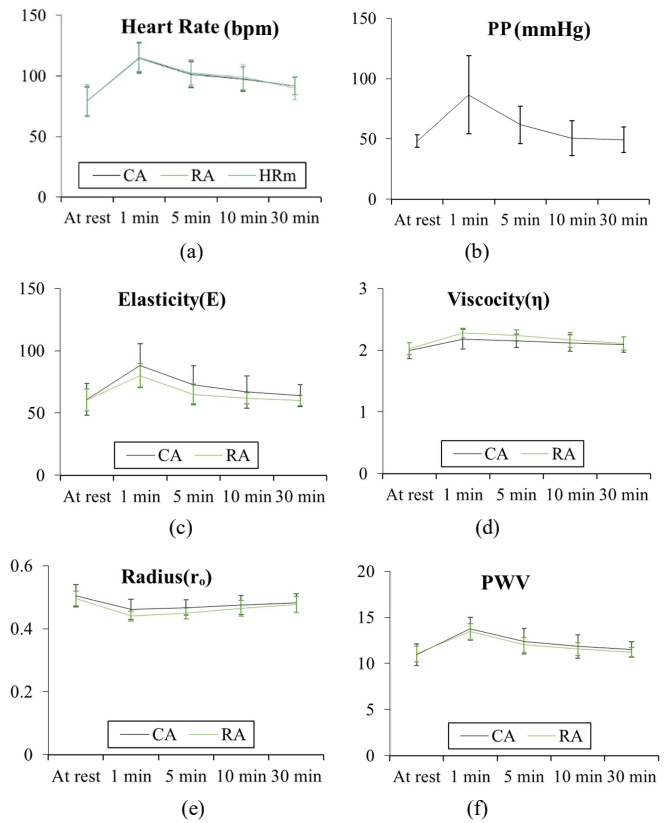 Heart Rate (bpm)
150
100
50
0
CA RA HRm
At rest 1 min 5 min 10 min 30 min
(a)
PP (mmHg)
150
100
50
0
At rest 1 min 5 min 10 min 30 min
(b)
Elasticity(E)
150
100
50
0
CA RA
At rest 1 min 5 min 10 min 30 min
(c)
Viscocity(η)
3
2
1
0
CA RA
At rest 1 min 5 min 10 min 30 min
(d)
Radius(rₒ)
0.6
0.4
0.2
0
CA RA
At rest 1 min 5 min 10 min 30 min
(e)
PWV
20
15
10
5
0
CA RA
At rest 1 min 5 min 10 min 30 min
(f)